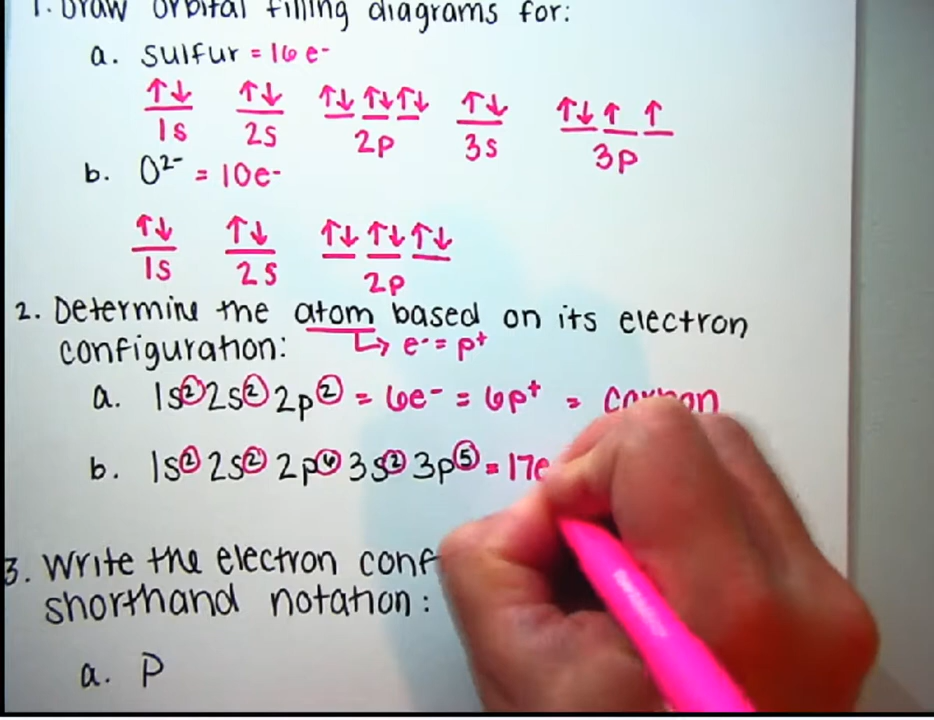 1. Draw orbital filling diagrams for:
a. sulfur = 16 e⁻
↑↓ ↑↓ ↑↓ ↑↓ ↑↓ ↑↓ ↑↓ ↑ ↑
1s 2s 2p 3s 3p
b. O²⁻ = 10e⁻
↑↓ ↑↓ ↑↓ ↑↓ ↑↓
1s 2s 2p
2. Determine the atom based on its electron
configuration: ↳ e⁻ = p⁺
a. 1s² 2s² 2p² = 6e⁻ = 6p⁺ = carbon
b. 1s² 2s² 2p⁶ 3s² 3p⁵ = 17e
3. Write the electron conf
shorthand notation:
a. P